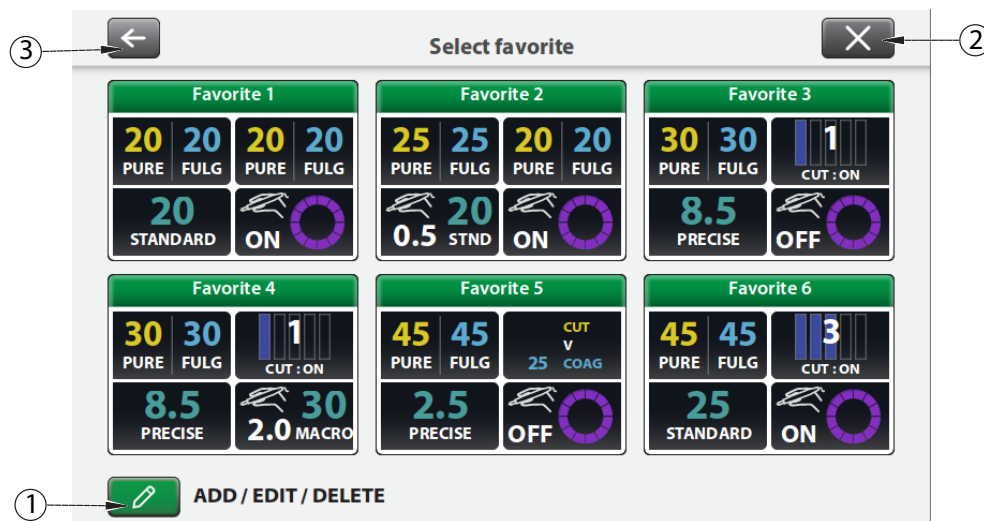 Select favorite
3
2
Favorite 1
20 20 20 20
PURE FULG PURE FULG
20
STANDARD ON
Favorite 2
25 25 20 20
PURE FULG PURE FULG
20
0.5 STND ON
Favorite 3
30 30 1
PURE FULG CUT : ON
8.5
PRECISE OFF
Favorite 4
30 30 1
PURE FULG CUT : ON
8.5 30
PRECISE 2.0 MACRO
Favorite 5
45 45 CUT
V
PURE FULG 25 COAG
2.5
PRECISE OFF
Favorite 6
45 45 3
PURE FULG CUT : ON
25
STANDARD ON
1
ADD / EDIT / DELETE